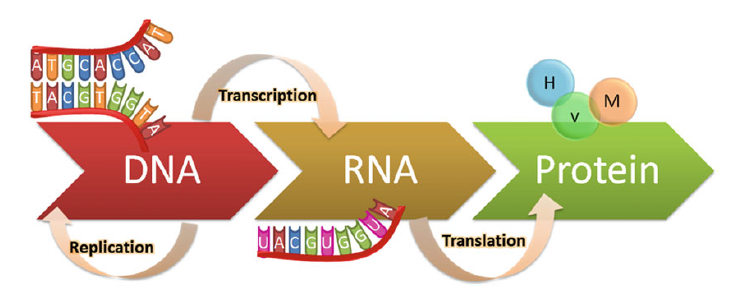 ATGCACCAT
TACGTGGTA
Transcription
H
V
M
DNA
RNA
Protein
Replication
UACGUGGUA
Translation